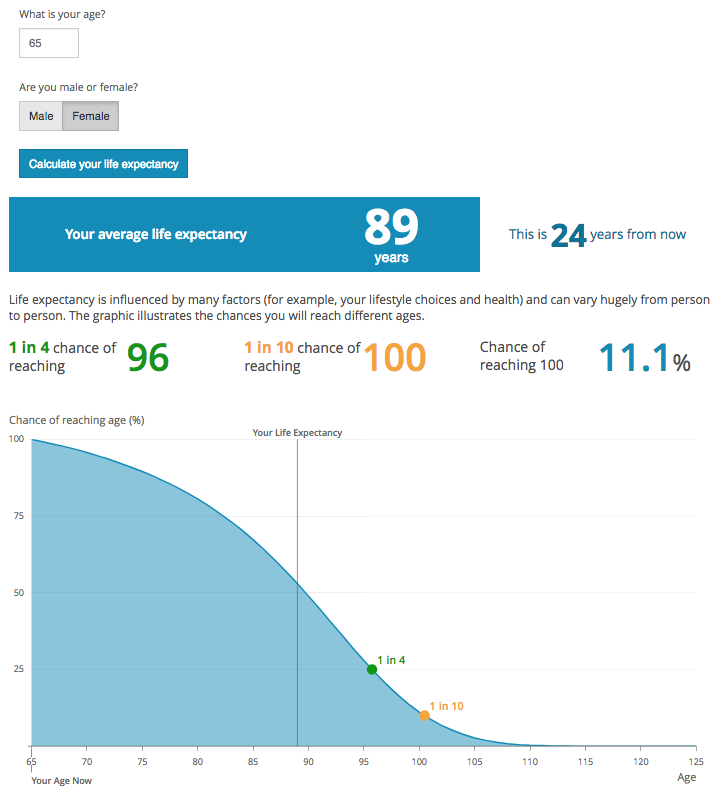 What is your age?
65
Are you male or female?
Male Female
Calculate your life expectancy
Your average life expectancy 89 years
This is 24 years from now
Life expectancy is influenced by many factors (for example, your lifestyle choices and health) and can vary hugely from person
to person. The graphic illustrates the chances you will reach different ages.
1 in 4 chance of
reaching 96
1 in 10 chance of
reaching 100
Chance of
reaching 100 11.1%
Chance of reaching age (%)
Your Life Expectancy
100
75
50
25
1 in 4
1 in 10
65 70 75 80 85 90 95 100 105 110 115 120 125
Your Age Now
Age